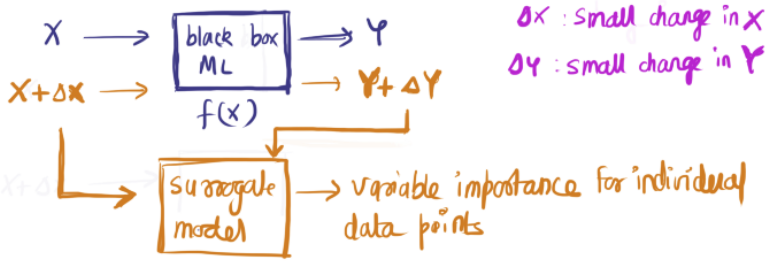 X → black box → Y
ML
X+ΔX → → Y+ ΔY
f(x)
ΔX : small change in X
ΔY : small change in Y
surrogate → variable importance for individual
model data points
X+Δ